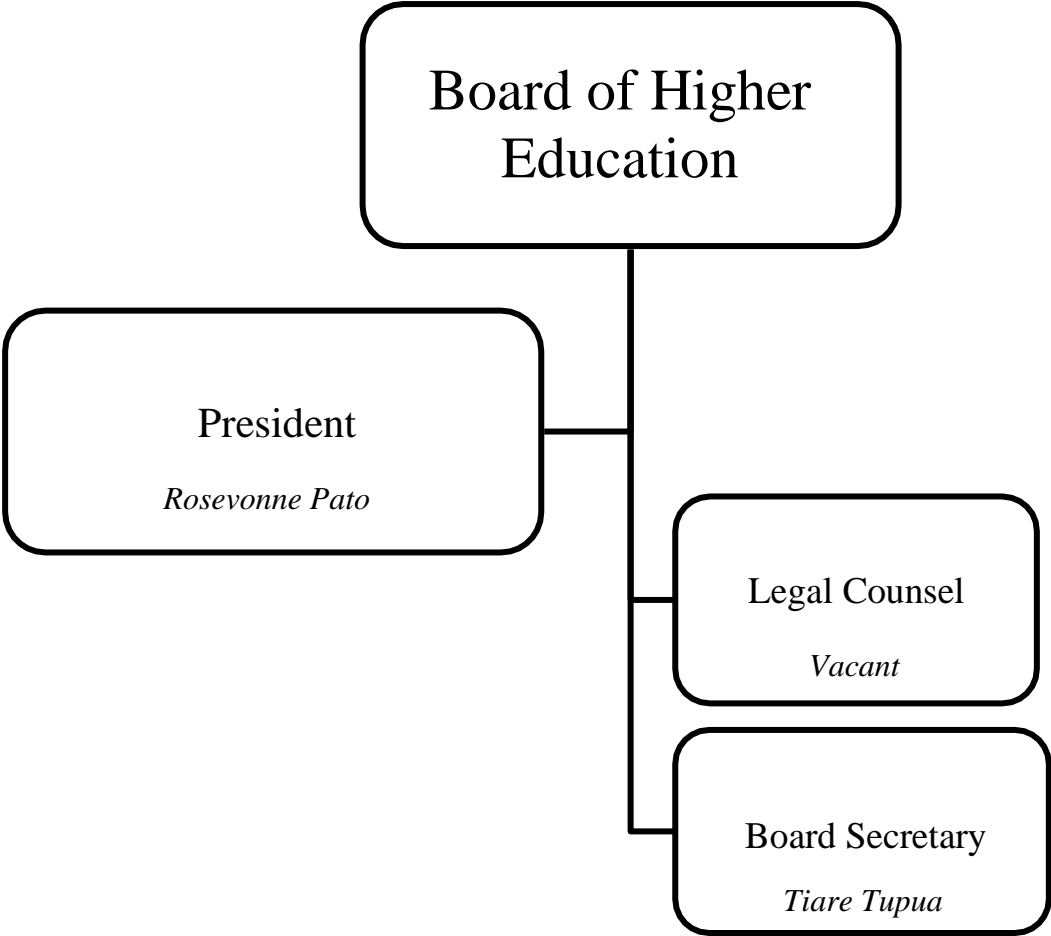 Board of Higher
Education
President
Rosevonne Pato
Legal Counsel
Vacant
Board Secretary
Tiare Tupua